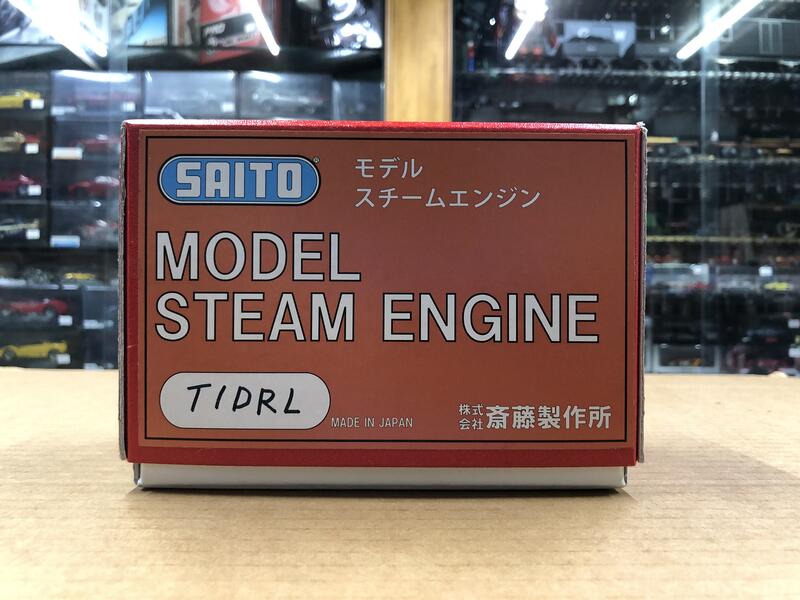 SAITO
モデル
スチームエンジン
MODEL
STEAM ENGINE
T1DRL
MADE IN JAPAN
株式会社斎藤製作所